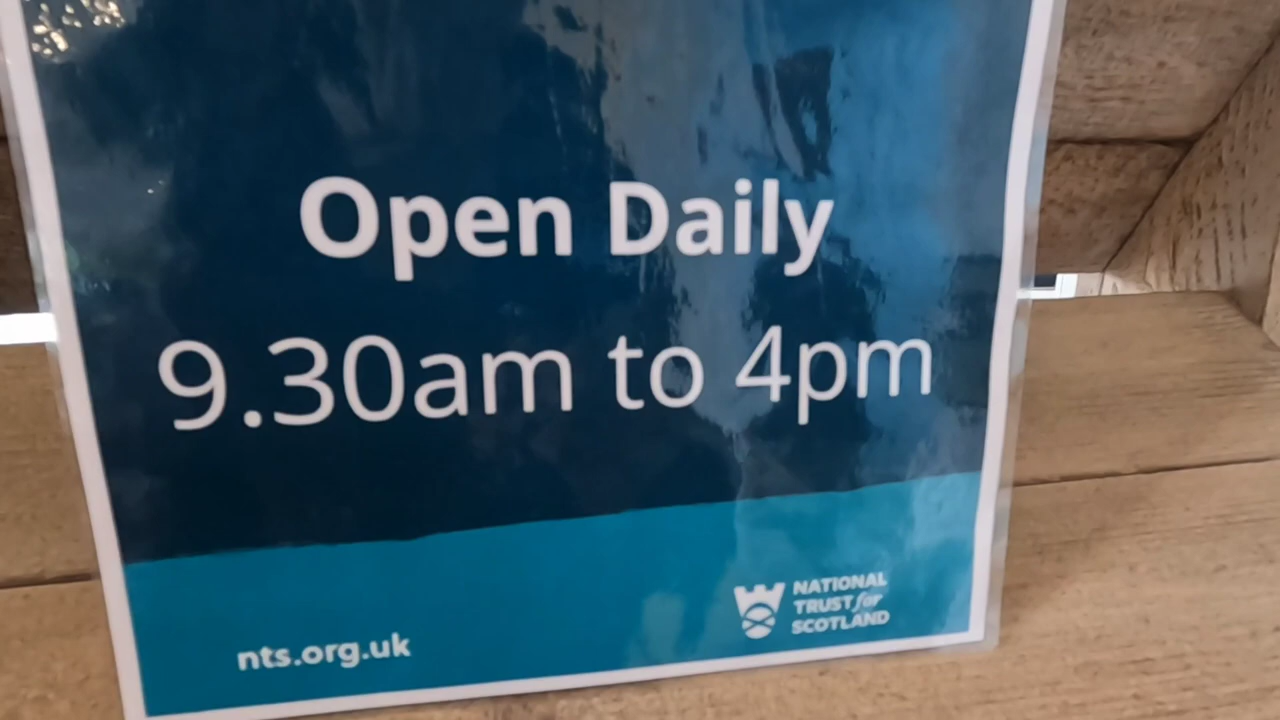 Open Daily
9.30am to 4pm
nts.org.uk
NATIONAL
TRUST for
SCOTLAND